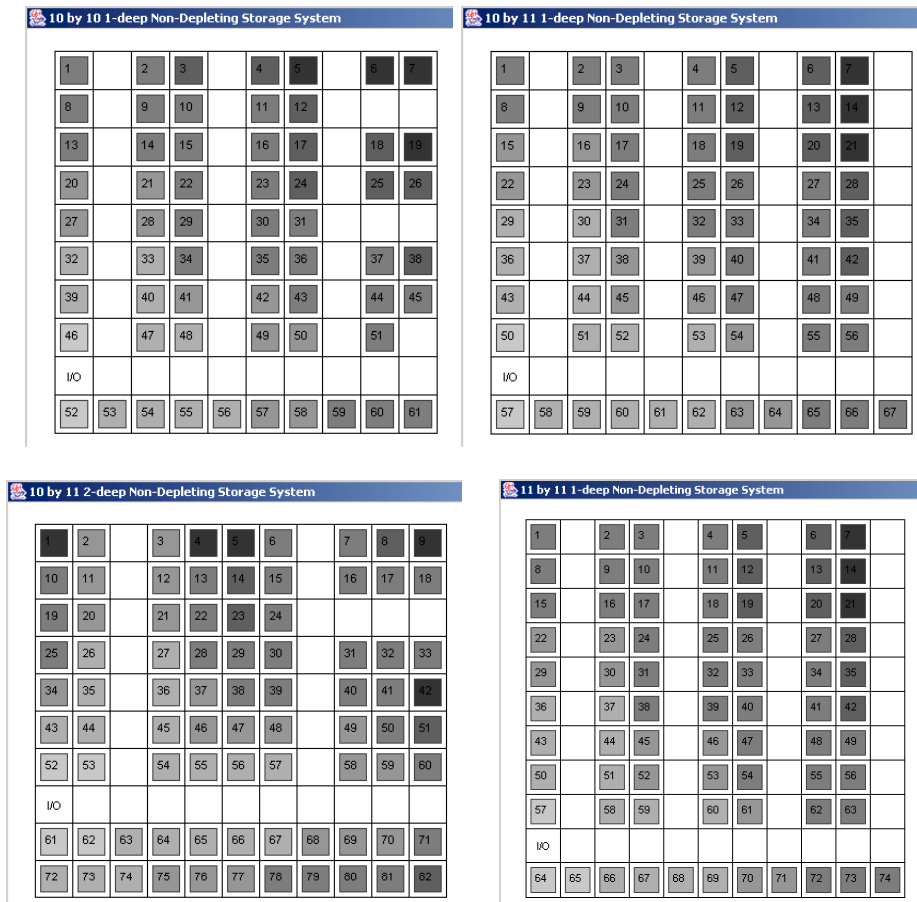 10 by 10 1-deep Non-Depleting Storage System
1 2 3 4 5 6 7
8 9 10 11 12
13 14 15 16 17 18 19
20 21 22 23 24 25 26
27 28 29 30 31
32 33 34 35 36 37 38
39 40 41 42 43 44 45
46 47 48 49 50 51
I/O
52 53 54 55 56 57 58 59 60 61
10 by 11 1-deep Non-Depleting Storage System
1 2 3 4 5 6 7
8 9 10 11 12 13 14
15 16 17 18 19 20 21
22 23 24 25 26 27 28
29 30 31 32 33 34 35
36 37 38 39 40 41 42
43 44 45 46 47 48 49
50 51 52 53 54 55 56
I/O
57 58 59 60 61 62 63 64 65 66 67
10 by 11 2-deep Non-Depleting Storage System
1 2 3 4 5 6 7 8 9
10 11 12 13 14 15 16 17 18
19 20 21 22 23 24
25 26 27 28 29 30 31 32 33
34 35 36 37 38 39 40 41 42
43 44 45 46 47 48 49 50 51
52 53 54 55 56 57 58 59 60
I/O
61 62 63 64 65 66 67 68 69 70 71
72 73 74 75 76 77 78 79 80 81 82
11 by 11 1-deep Non-Depleting Storage System
1 2 3 4 5 6 7
8 9 10 11 12 13 14
15 16 17 18 19 20 21
22 23 24 25 26 27 28
29 30 31 32 33 34 35
36 37 38 39 40 41 42
43 44 45 46 47 48 49
50 51 52 53 54 55 56
57 58 59 60 61 62 63
I/O
64 65 66 67 68 69 70 71 72 73 74